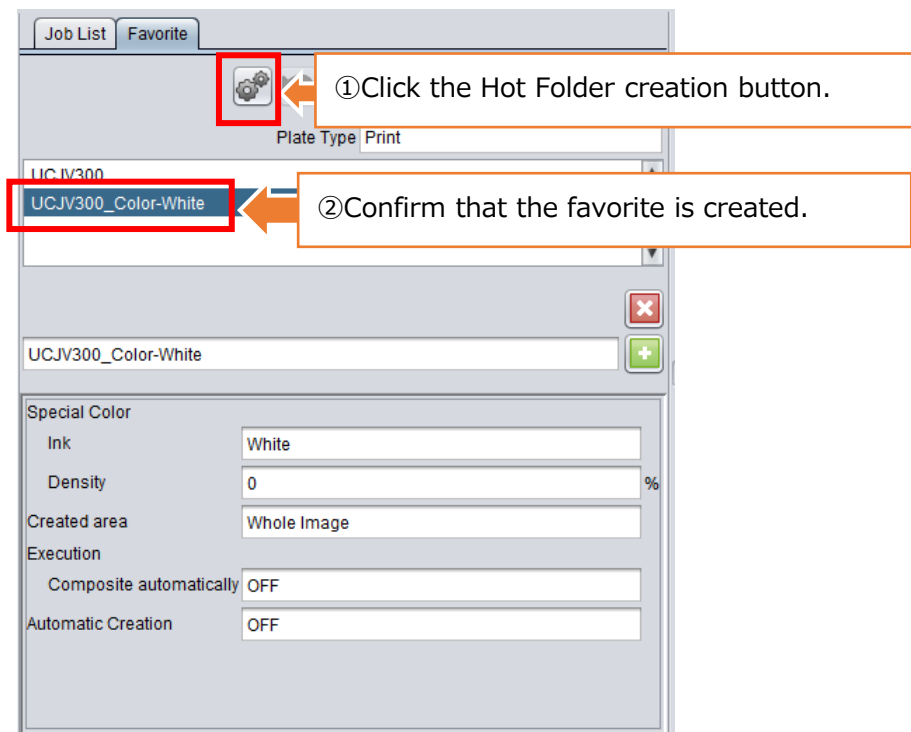 Job List Favorite
①Click the Hot Folder creation button.
Plate Type Print
UCJV300
UCJV300_Color-White
②Confirm that the favorite is created.
UCJV300_Color-White
Special Color
Ink White
Density 0 %
Created area Whole Image
Execution
Composite automatically OFF
Automatic Creation OFF